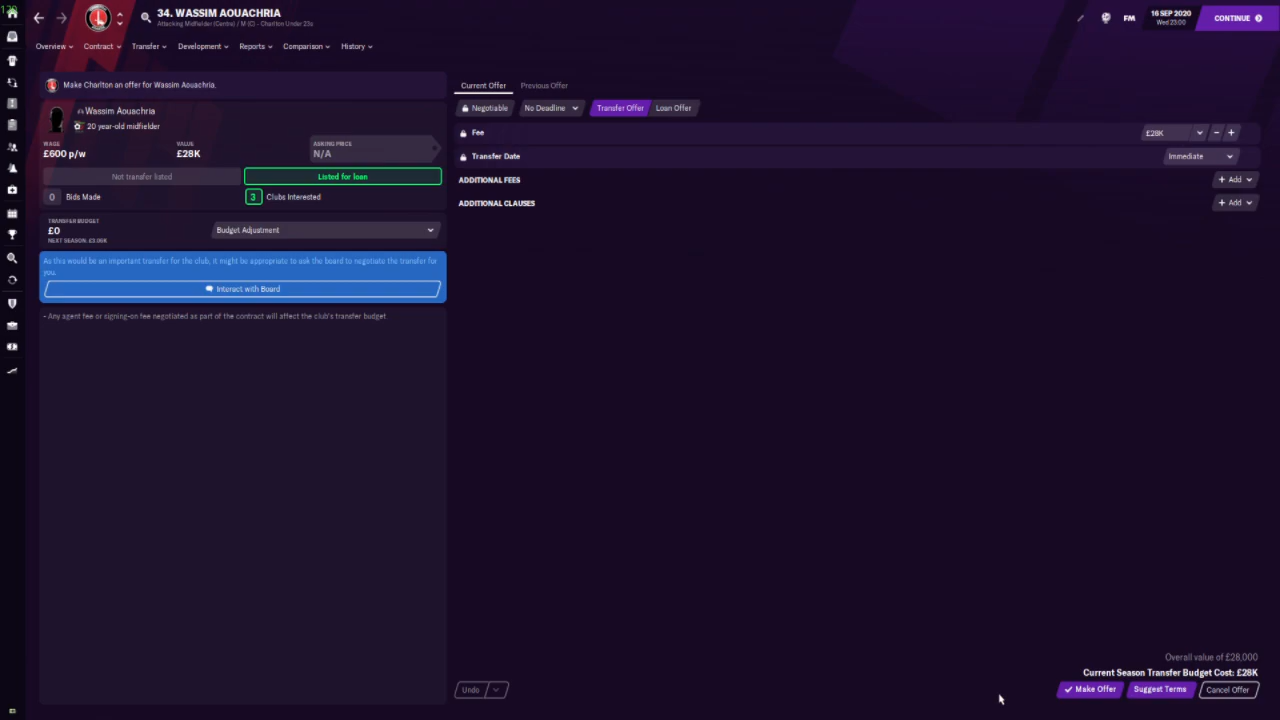 34. WASSIM AOUACHRIA
Attacking Midfielder (Centre) / M (C) - Charlton Under 23s
FM
16 SEP 2020
Wed 23:00
CONTINUE
Overview
Contract
Transfer
Development
Reports
Comparison
History
Make Charlton an offer for Wassim Aouachria.
Wassim Aouachria
20 year-old midfielder
WAGE
£600 p/w
VALUE
£28K
ASKING PRICE
N/A
Not transfer listed
Listed for loan
0 Bids Made
3 Clubs Interested
TRANSFER BUDGET
£0
Budget Adjustment
As this would be an important transfer for the club, it might be appropriate to ask the board to negotiate the transfer for
you.
Interact with Board
- Any agent fee or signing-on fee negotiated as part of the contract will affect the club's transfer budget.
Current Offer
Previous Offer
Negotiable
No Deadline
Transfer Offer
Loan Offer
Fee
£28K
- +
Transfer Date
Immediate
ADDITIONAL FEES
+ Add
ADDITIONAL CLAUSES
+ Add
Overall value of £28,000
Current Season Transfer Budget Cost: £28K
Undo
Make Offer
Suggest Terms
Cancel Offer